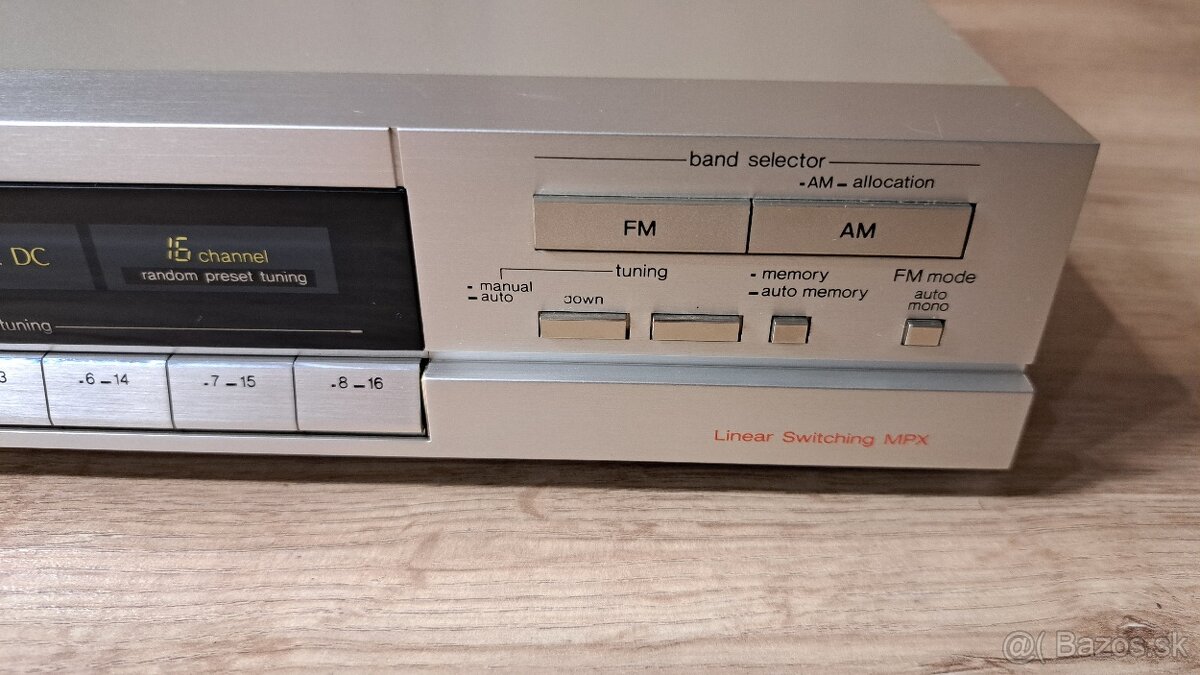 band selector
-AM — allocation
FM
AM
DC
16 channel
random preset tuning
tuning
- manual
— auto
tuning
down
- memory
— auto memory
FM mode
auto
mono
3
-6 — 14
-7 — 15
-8 — 16
Linear Switching MPX
@( Bazos.sk